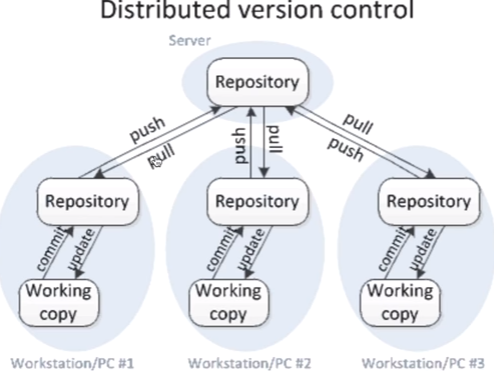 Distributed version control
Server
Repository
push
pull
push
pull
pull
push
Repository
Repository
Repository
commit
update
commit
update
commit
update
Working
copy
Working
copy
Working
copy
Workstation/PC #1
Workstation/PC #2
Workstation/PC #3